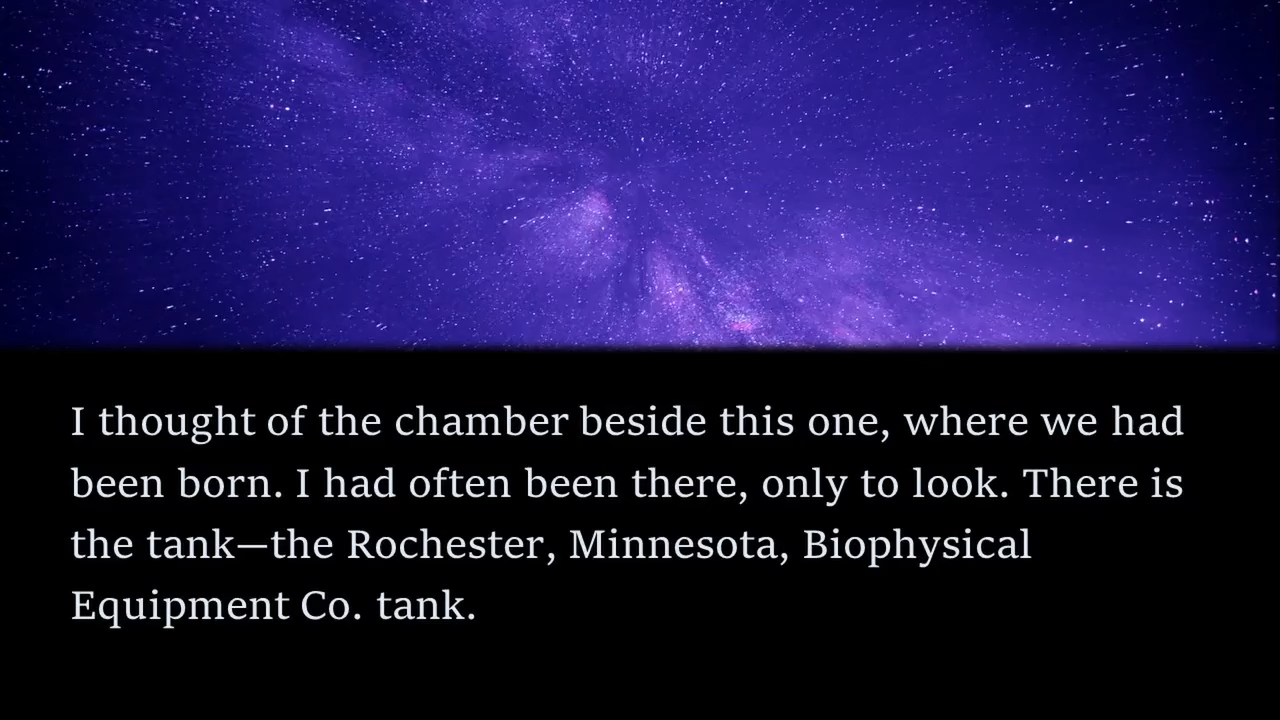 I thought of the chamber beside this one, where we had
been born. I had often been there, only to look. There is
the tank—the Rochester, Minnesota, Biophysical
Equipment Co. tank.